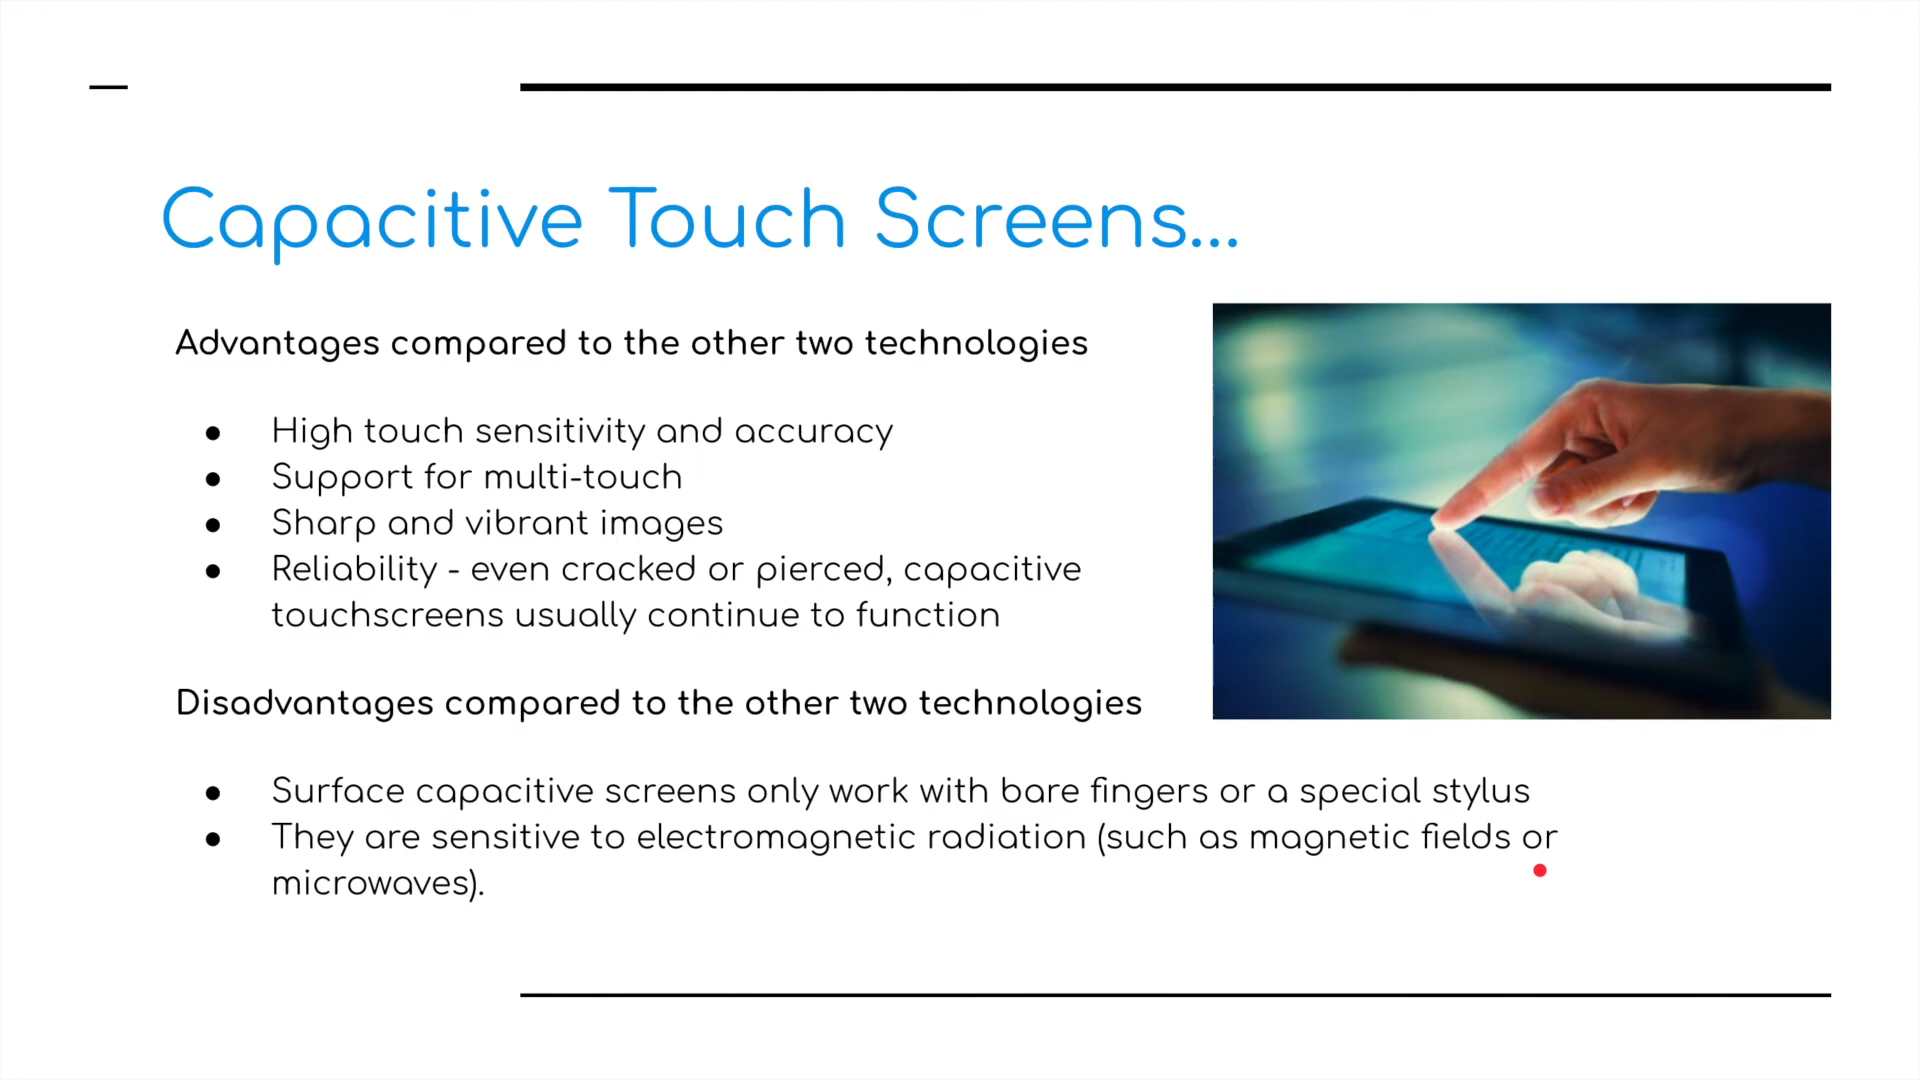 Capacitive Touch Screens...
Advantages compared to the other two technologies
● High touch sensitivity and accuracy
● Support for multi-touch
● Sharp and vibrant images
● Reliability - even cracked or pierced, capacitive
touchscreens usually continue to function
Disadvantages compared to the other two technologies
● Surface capacitive screens only work with bare fingers or a special stylus
● They are sensitive to electromagnetic radiation (such as magnetic fields or
microwaves).